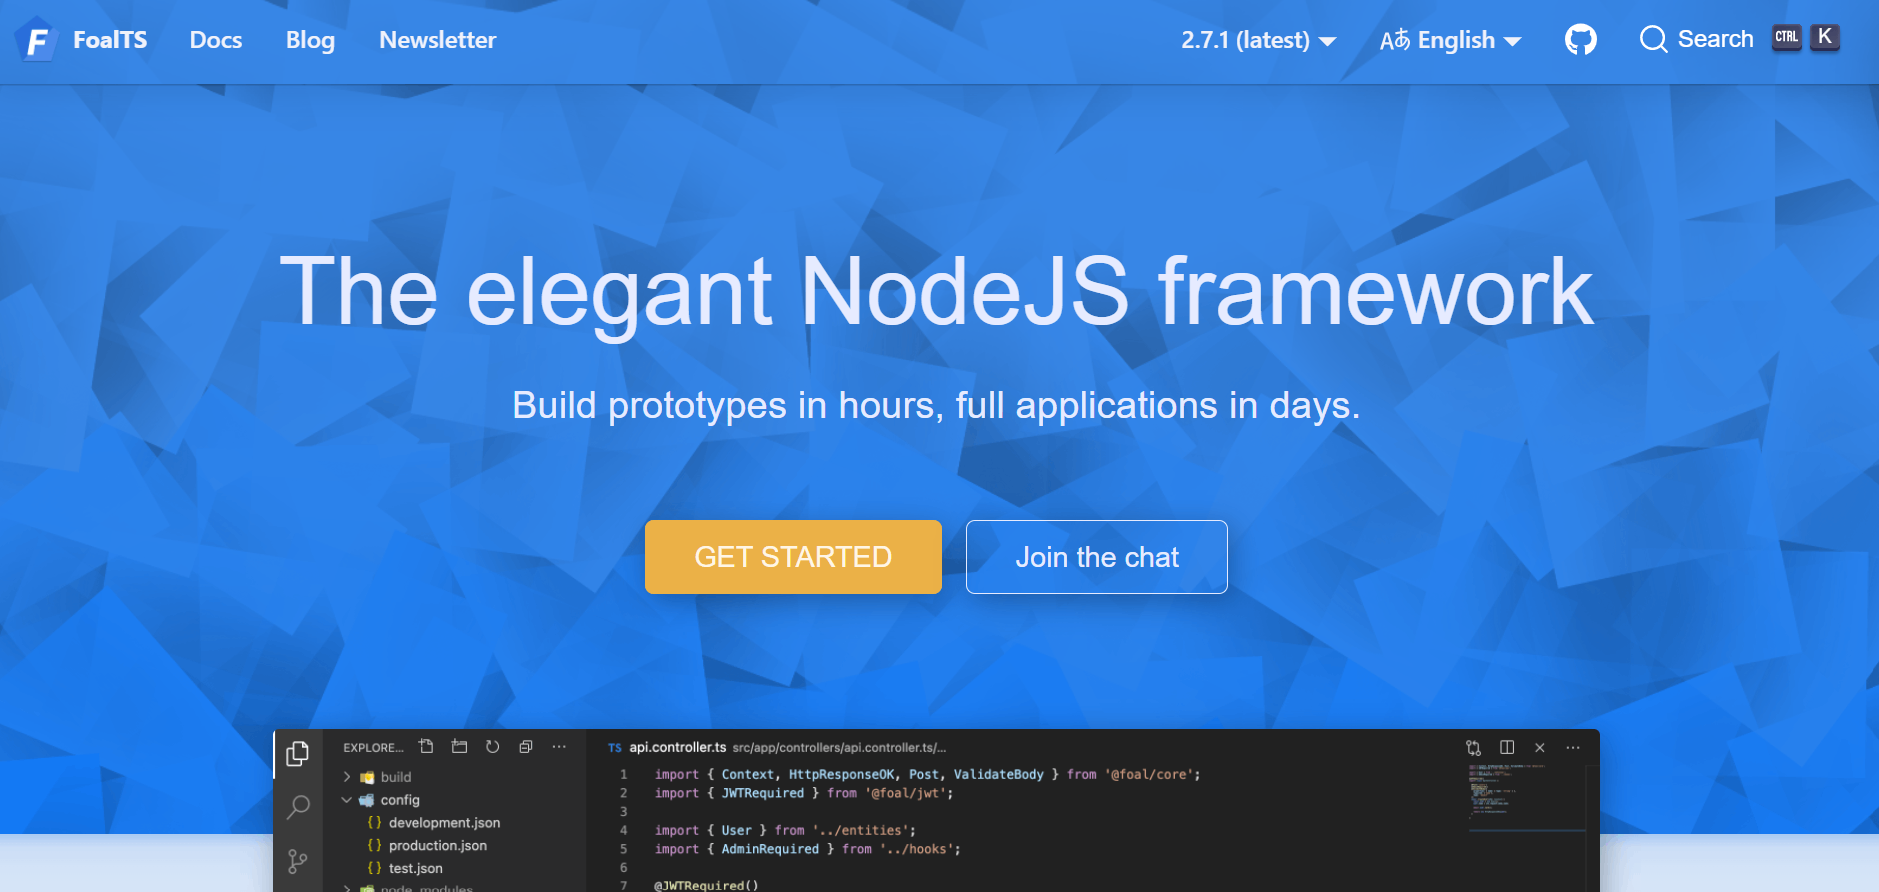 F FoalTS Docs Blog Newsletter 2.7.1 (latest) Aあ English Search CTRL K
The elegant NodeJS framework
Build prototypes in hours, full applications in days.
GET STARTED Join the chat
EXPLORE... TS api.controller.ts src/app/controllers/api.controller.ts/...
build
config
{} development.json
{} production.json
{} test.json
node_modules
1 import { Context, HttpResponseOK, Post, ValidateBody } from '@foal/core';
2 import { JWTRequired } from '@foal/jwt';
3
4 import { User } from '../entities';
5 import { AdminRequired } from '../hooks';
6
7 @JWTRequired()